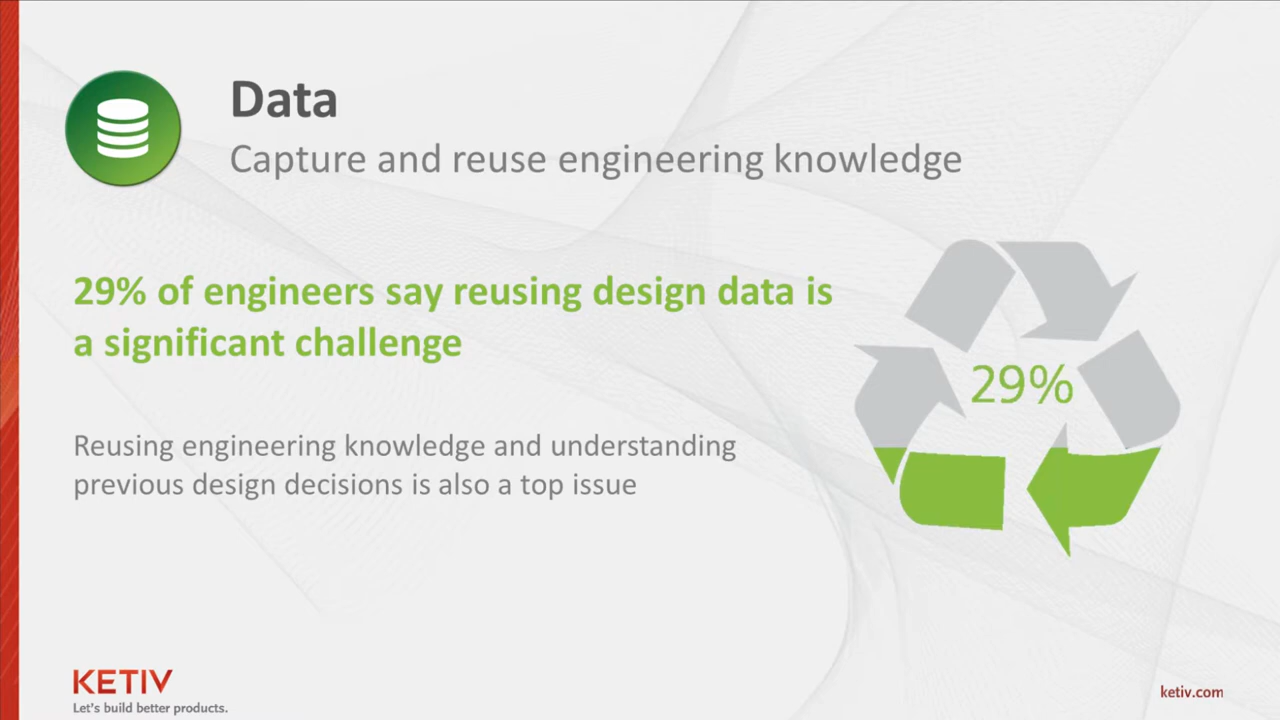 Data
Capture and reuse engineering knowledge
29% of engineers say reusing design data is
a significant challenge
29%
Reusing engineering knowledge and understanding
previous design decisions is also a top issue
KETIV
Let's build better products.
ketiv.com